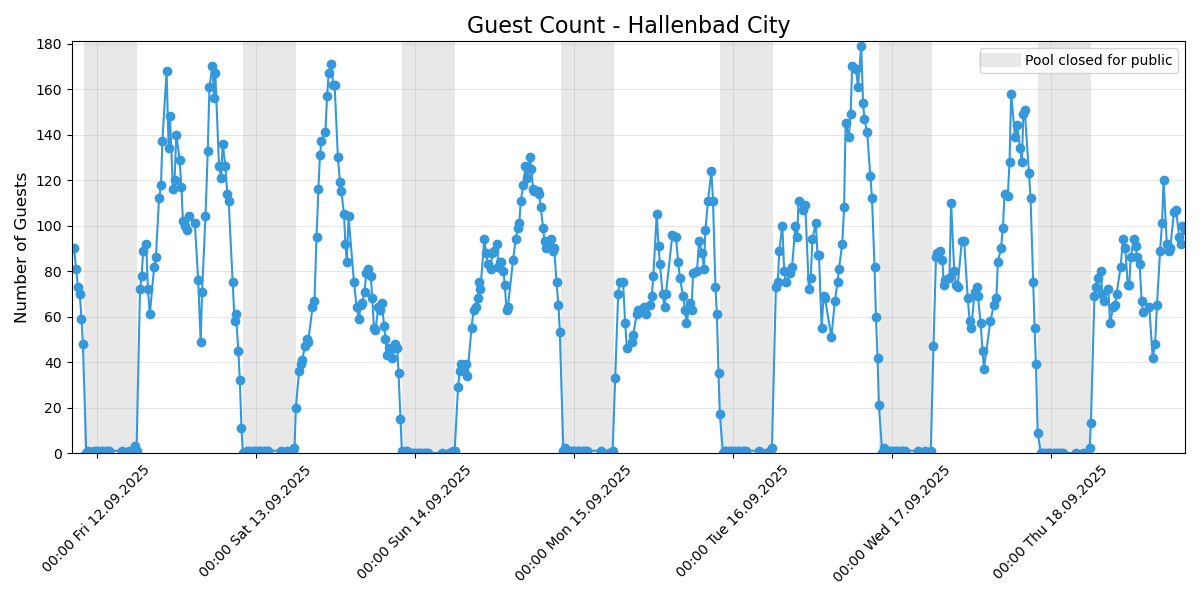 Guest Count - Hallenbad City
Pool closed for public
Number of Guests
180
160
140
120
100
80
60
40
20
0
00:00 Fri 12.09.2025
00:00 Sat 13.09.2025
00:00 Sun 14.09.2025
00:00 Mon 15.09.2025
00:00 Tue 16.09.2025
00:00 Wed 17.09.2025
00:00 Thu 18.09.2025